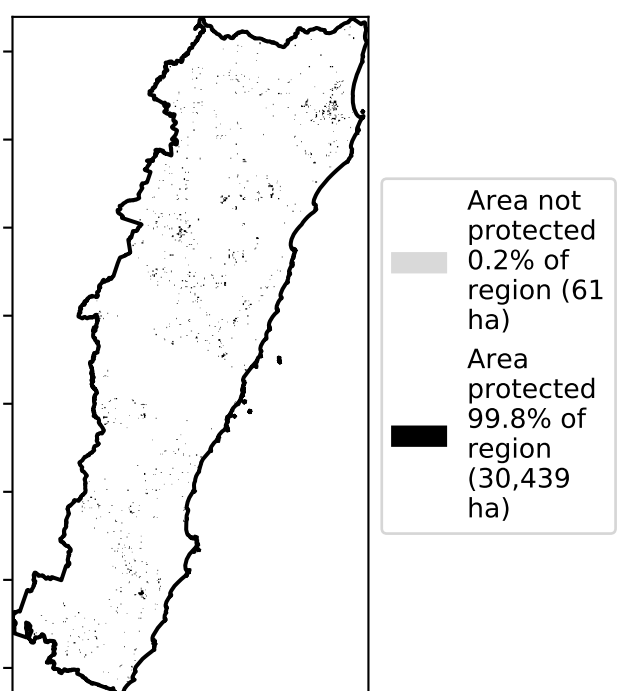 Area not
protected
0.2% of
region (61
ha)
Area
protected
99.8% of
region
(30,439
ha)